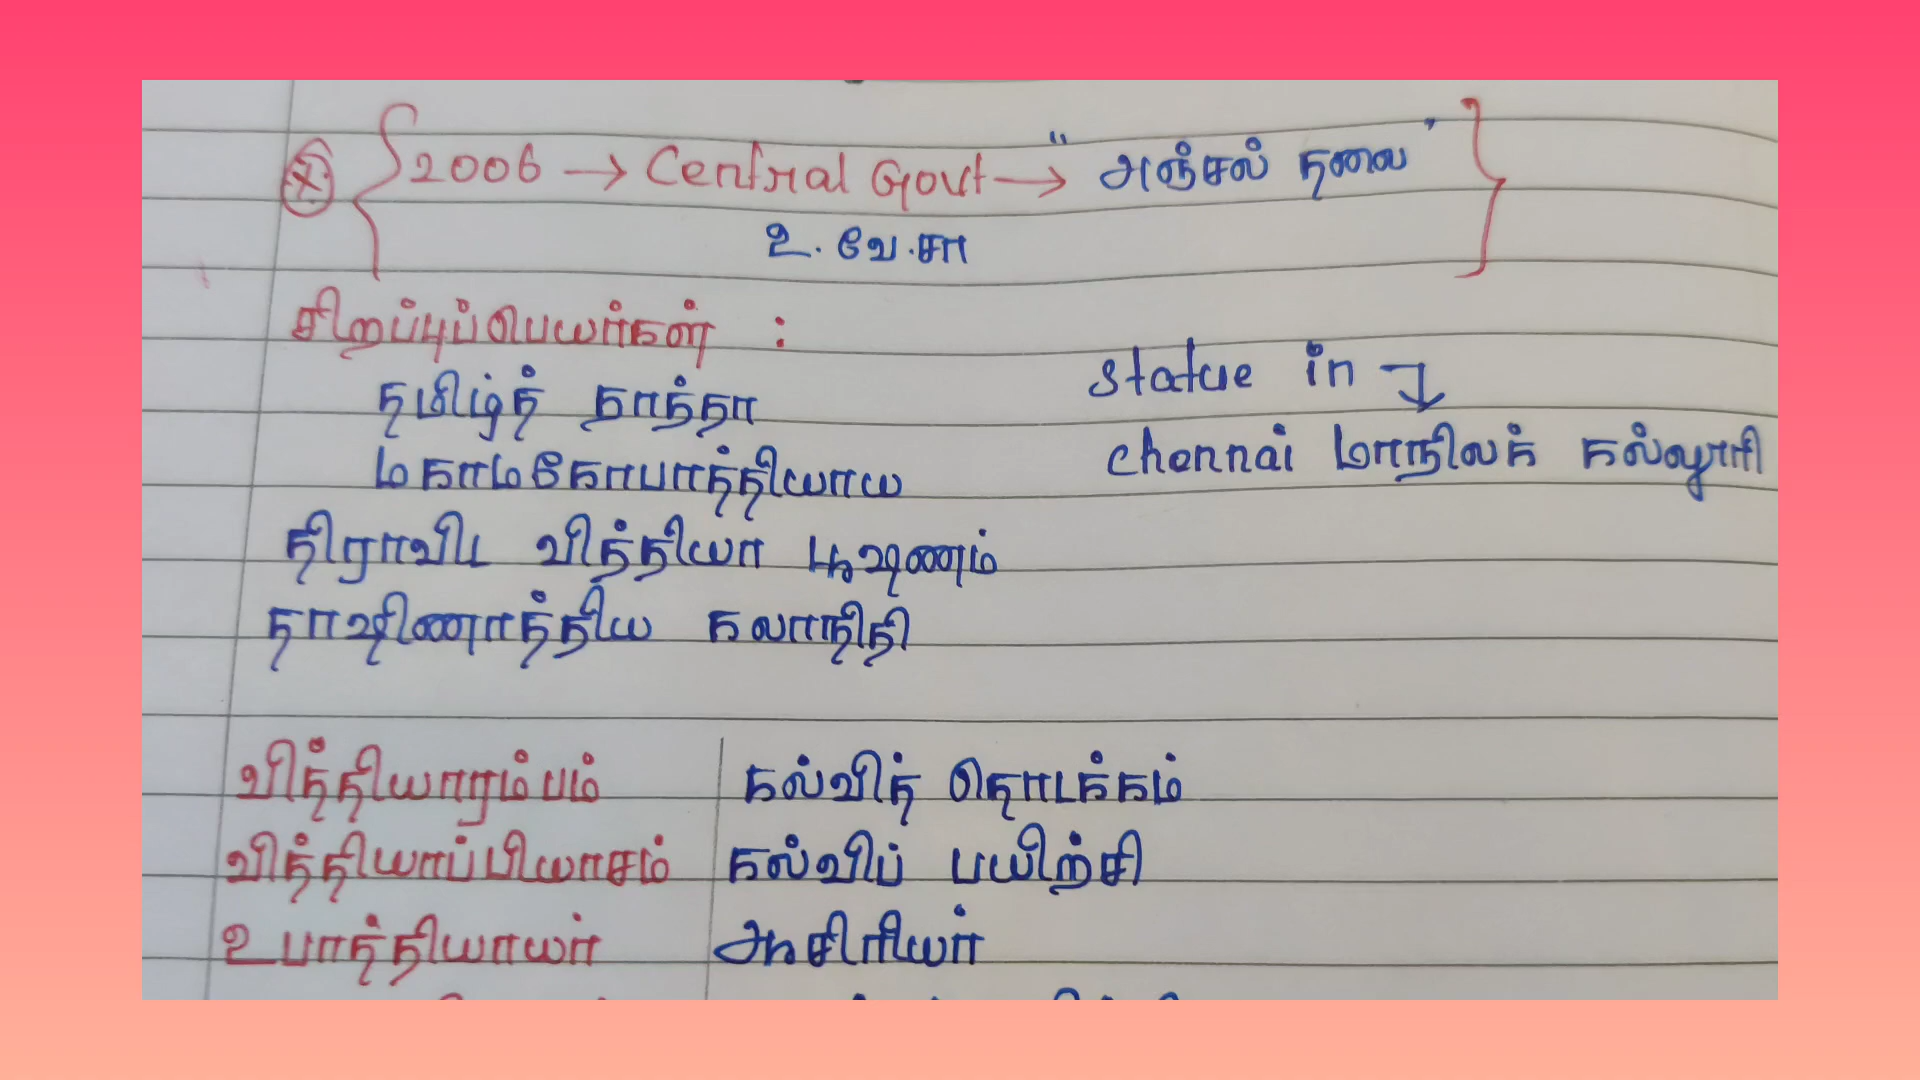 2006 → Central Govt → "அஞ்சல் தலை"
உ. வே.சா
சிறப்புப்பெயர்கள் :
தமிழ்த் தாத்தா
மகாமகோபாத்தியாய
திராவிட வித்தியா பூஷணம்
தாஷிணாத்திய கலாநிதி
statue in
chennai மாநிலக் கல்லூரி
வித்தியாரம்பம் கல்வித் தொடக்கம்
வித்தியாப்பியாசம் கல்விப் பயிற்சி
உபாத்தியாயர் ஆசிரியர்